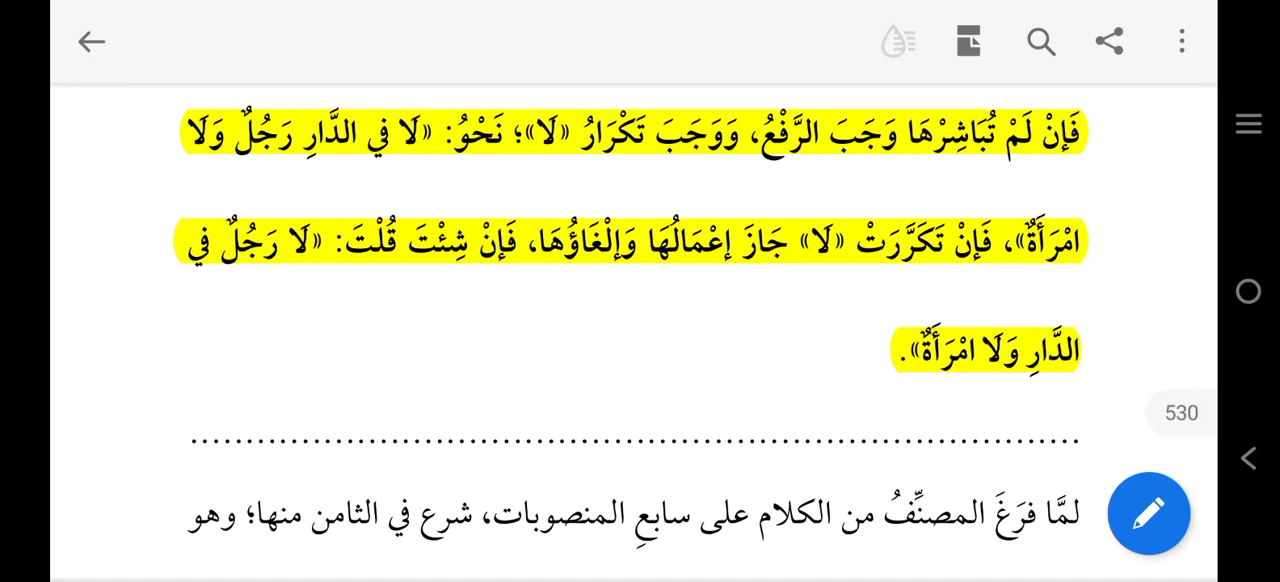 فَإِنْ لَمْ تُبَاشِرْهَا وَجَبَ الرَّفْعُ، وَوَجَبَ تَكْرَارُ «لَا»؛ نَحْوُ: «لَا فِي الدَّارِ رَجُلٌ وَلَا
امْرَأَةٌ»، فَإِنْ تَكَرَّرَتْ «لَا» جَازَ إِعْمَالُهَا وَإِلْغَاؤُهَا، فَإِنْ شِئْتَ قُلْتَ: «لَا رَجُلٌ فِي
الدَّارِ وَلَا امْرَأَةٌ».
530
................................................................................
لمَّا فرَغَ المصنِّفُ من الكلام على سابعِ المنصوبات، شرع في الثامن منها؛ وهو